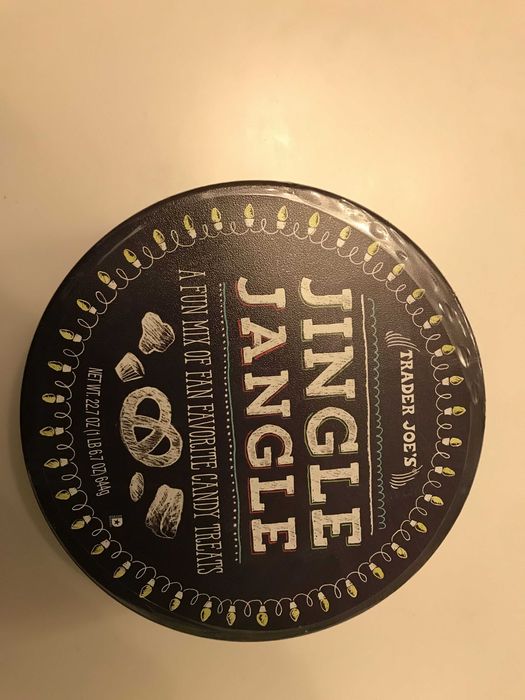 TRADER JOE'S
JINGLE
JANGLE
A FUN MIX OF FAN FAVORITE CANDY TREATS
NET WT. 22.7 OZ (1 LB 6.7 OZ) 644g